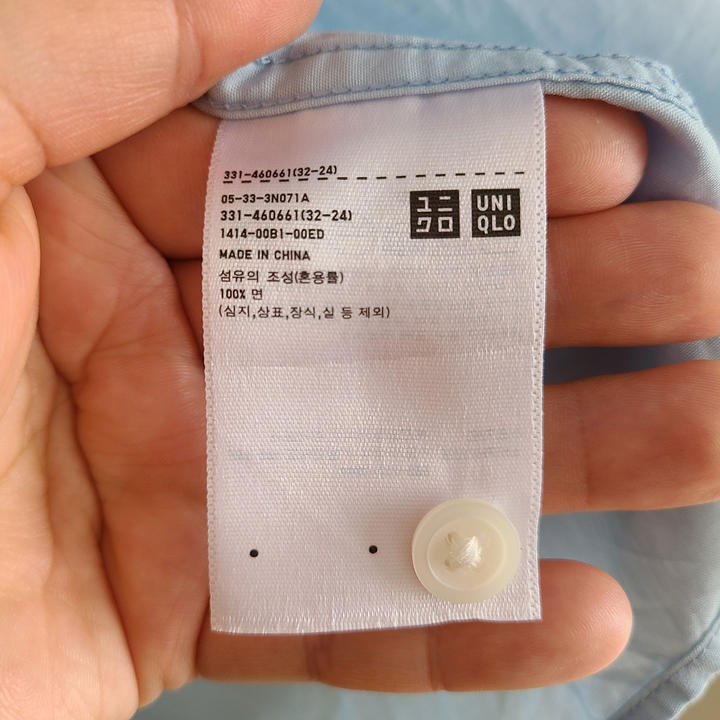 331-460661(32-24)
05-33-3N071A
331-460661(32-24)
1414-00B1-00ED
MADE IN CHINA
섬유의 조성(혼용률)
100% 면
(심지,상표,장식,실 등 제외)
ユニ
クロ
UNI
QLO